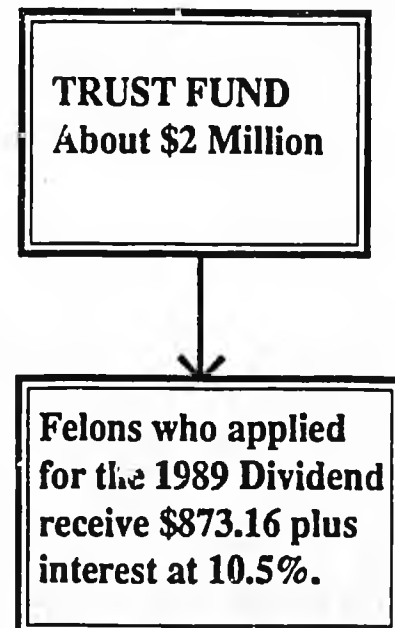 TRUST FUND
About $2 Million
Felons who applied
for the 1989 Dividend
receive $873.16 plus
interest at 10.5%.